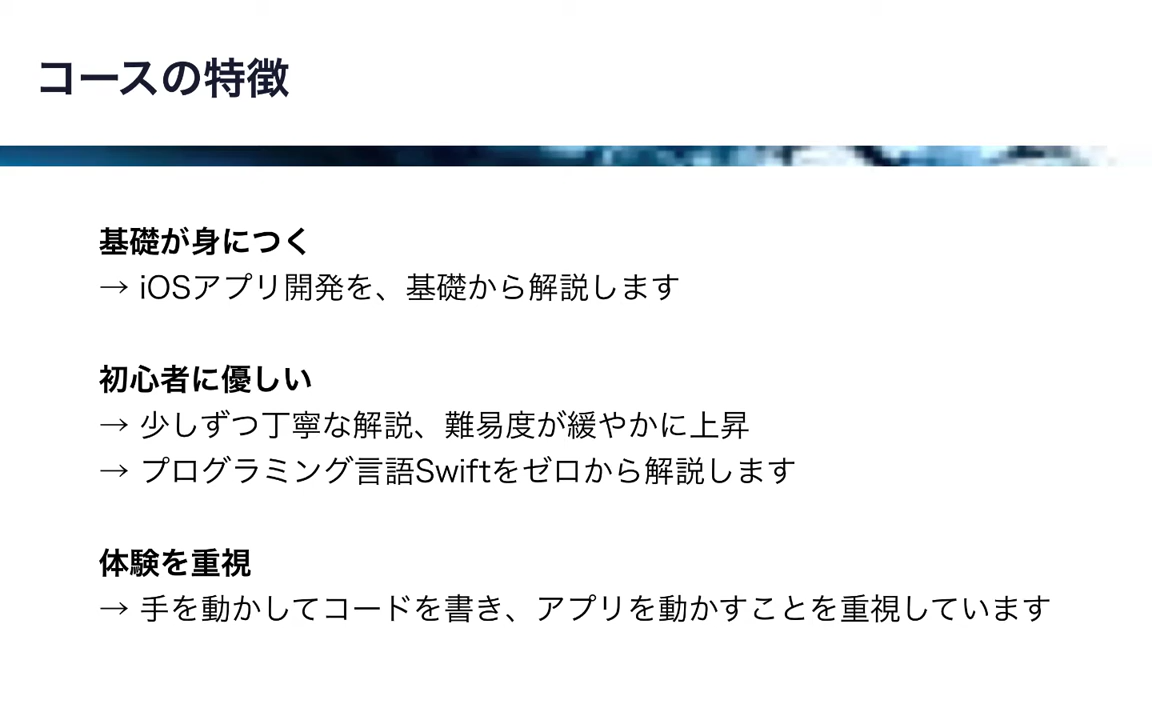 コースの特徴
基礎が身につく
→ iOSアプリ開発を、基礎から解説します
初心者に優しい
→ 少しずつ丁寧な解説、難易度が緩やかに上昇
→ プログラミング言語Swiftをゼロから解説します
体験を重視
→ 手を動かしてコードを書き、アプリを動かすことを重視しています